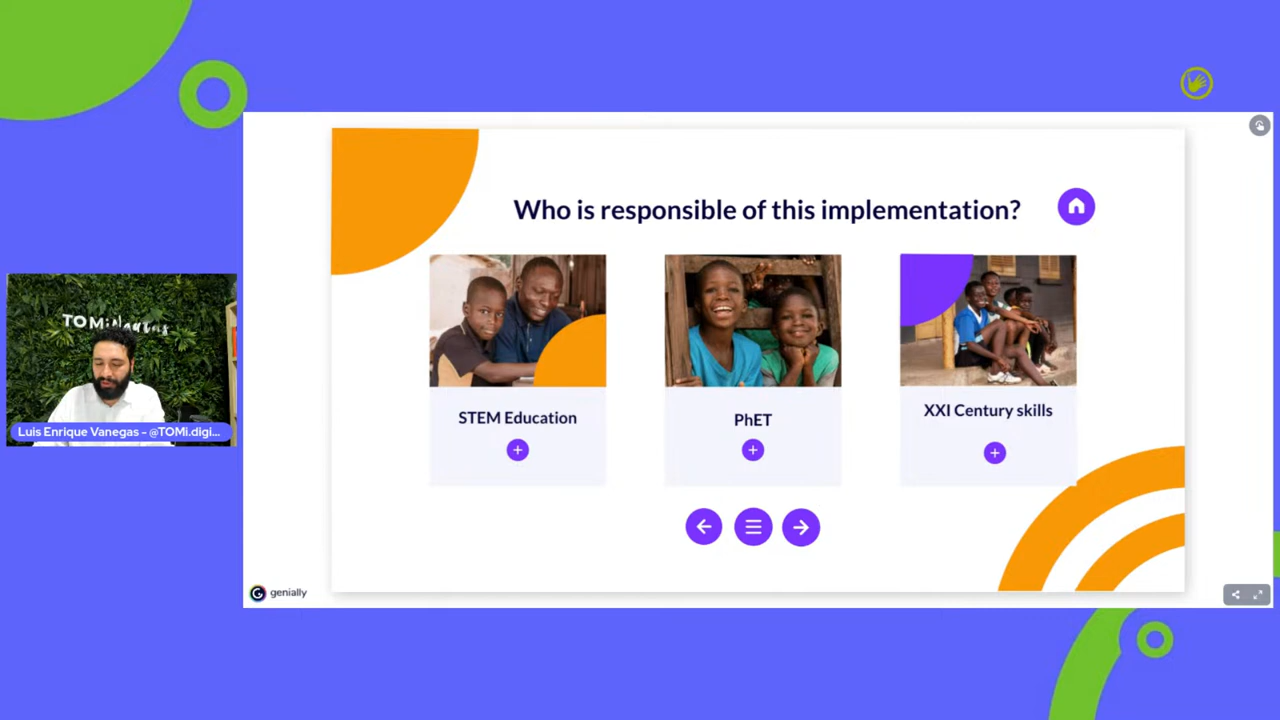 Who is responsible of this implementation?
STEM Education
PhET
XXI Century skills
Luis Enrique Vanegas - @TOMi.digi...
genially